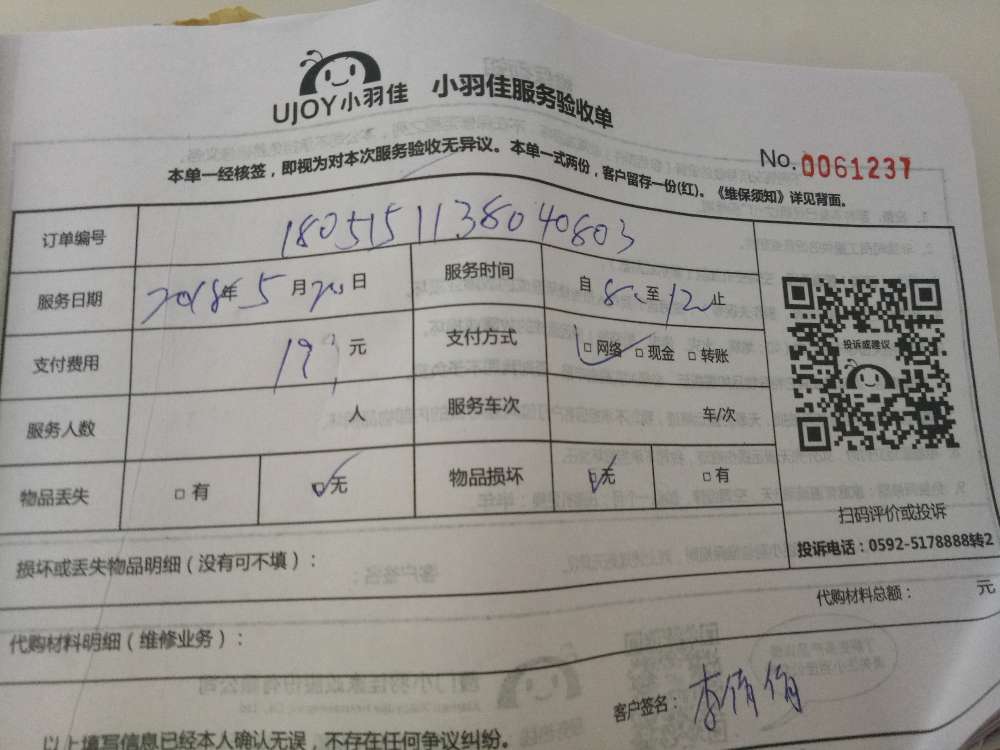 UJOY小羽佳 小羽佳服务验收单
No.0061237
本单一经核签，即视为对本次服务验收无异议。本单一式两份，客户留存一份(红)。《维保须知》详见背面。
订单编号 1805151138040803
服务日期 2018年5月20日 服务时间 自8至12止
支付费用 元 支付方式 □网络 □现金 □转账
服务人数 人 服务车次 车/次
物品丢失 □有 ☑无 物品损坏 ☑无 □有
投诉或建议
扫码评价或投诉
投诉电话：0592-5178888转2
损坏或丢失物品明细（没有可不填）：
代购材料总额： 元
代购材料明细（维修业务）：
客户签名：李倩倩
以上填写信息已经本人确认无误，不存在任何争议纠纷。